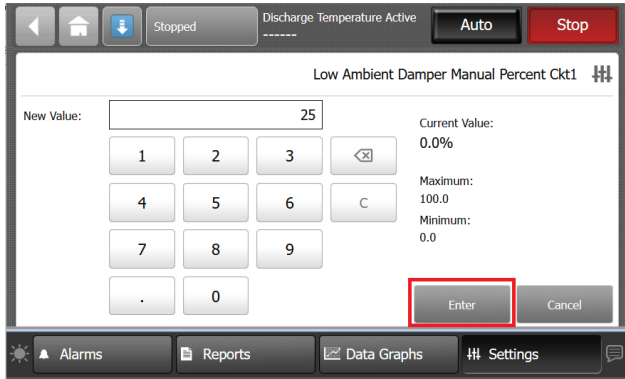 Stopped
Discharge Temperature Active
------
Auto
Stop
Low Ambient Damper Manual Percent Ckt1
New Value:
25
Current Value:
0.0%
1 2 3
Maximum:
100.0
4 5 6 C
Minimum:
0.0
7 8 9
. 0
Enter
Cancel
Alarms
Reports
Data Graphs
Settings